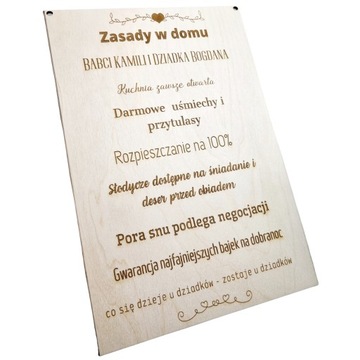 Zasady w domu
BABCI KAMILI I DZIADKA BOGDANA
Kuchnia zawsze otwarta
Darmowe uśmiechy i
przytulasy
Rozpieszczanie na 100%
Słodycze dostępne na śniadanie i
deser przed obiadem
Pora snu podlega negocjacji
Gwarancja najfajniejszych bajek na dobranoc
co się dzieje u dziadków - zostaje u dziadków